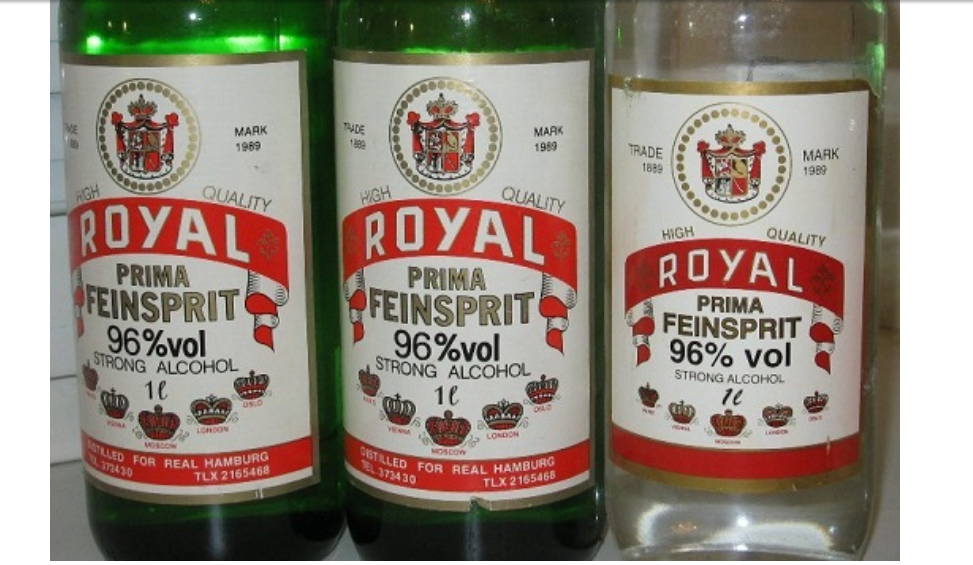 MARK
1989
HIGH QUALITY
ROYAL
PRIMA
FEINSPRIT
96%vol
STRONG ALCOHOL
1ℓ
OSLO
VIENNA
LONDON
MOSCOW
DISTILLED FOR REAL HAMBURG
TEL. 373430 TLX 2165468
TRADE MARK
1889 1989
HIGH QUALITY
ROYAL
PRIMA
FEINSPRIT
96%vol
STRONG ALCOHOL
1ℓ
PARIS OSLO
VIENNA LONDON
MOSCOW
DISTILLED FOR REAL HAMBURG
TEL. 373430 TLX 2165468
TRADE MARK
1889 1989
HIGH QUALITY
ROYAL
PRIMA
FEINSPRIT
96% vol
STRONG ALCOHOL
1ℓ
OSLO
VIENNA LONDON
MOSCOW